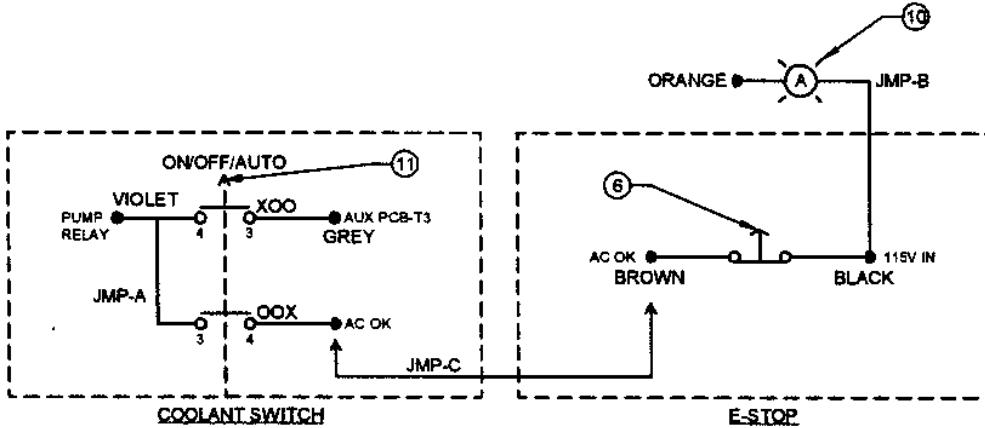 10
ORANGE
A
JMP-B
ON/OFF/AUTO
11
VIOLET
XOO
6
PUMP
RELAY
4
3
AUX PCB-T3
GREY
AC OK
BROWN
115V IN
BLACK
JMP-A
OOX
3
4
AC OK
JMP-C
COOLANT SWITCH
E-STOP